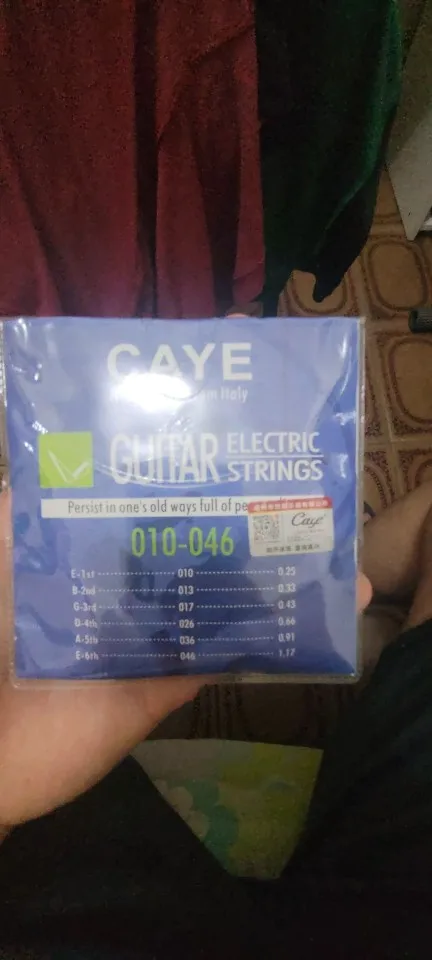 CAYE
Italy
GUITAR ELECTRIC STRINGS
Persist in one's old ways full of
Caye
010-046
E-1st 010 0.25
B-2nd 013 0.33
G-3rd 017 0.43
D-4th 026 0.66
A-5th 036 0.91
E-6th 046 1.17